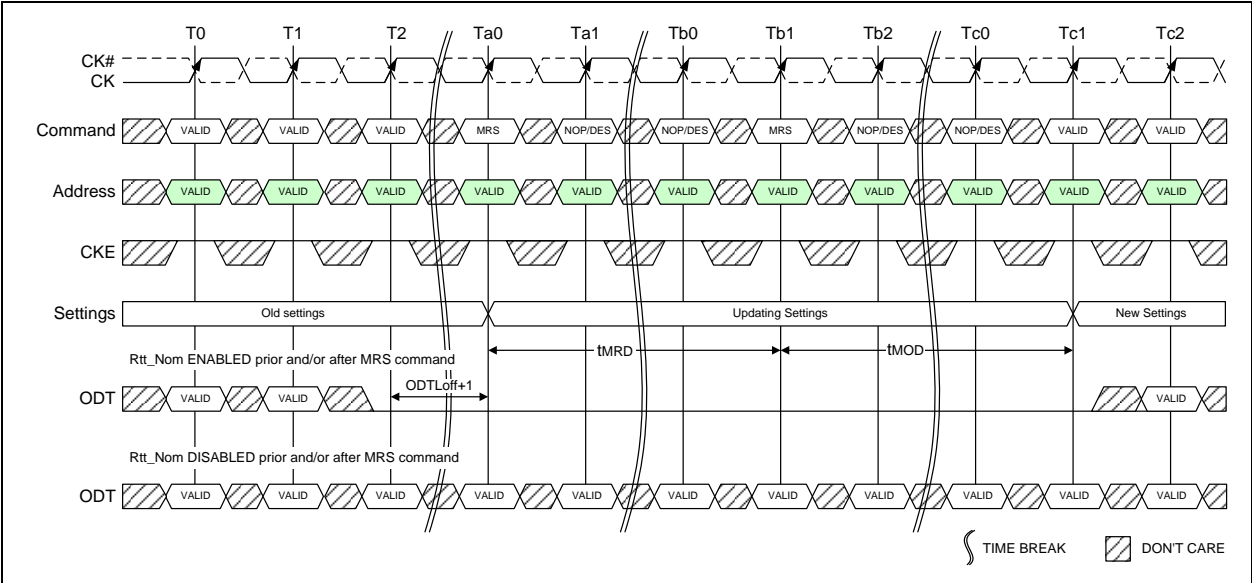 T0 T1 T2 Ta0 Ta1 Tb0 Tb1 Tb2 Tc0 Tc1 Tc2
CK#
CK
Command VALID VALID VALID MRS NOP/DES NOP/DES MRS NOP/DES NOP/DES VALID VALID
Address VALID VALID VALID VALID VALID VALID VALID VALID VALID VALID VALID
CKE
Settings Old settings Updating Settings New Settings
tMRD tMOD
Rtt_Nom ENABLED prior and/or after MRS command
ODTLoff+1
ODT VALID VALID VALID
Rtt_Nom DISABLED prior and/or after MRS command
ODT VALID VALID VALID VALID VALID VALID VALID VALID VALID VALID VALID
TIME BREAK DON'T CARE